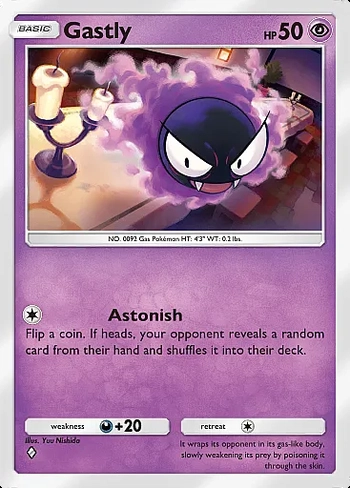 BASIC Gastly HP 50
NO. 0092 Gas Pokémon HT: 4'3" WT: 0.2 lbs.
Astonish
Flip a coin. If heads, your opponent reveals a random
card from their hand and shuffles it into their deck.
weakness +20 retreat
Illus. Yuu Nishida
It wraps its opponent in its gas-like body,
slowly weakening its prey by poisoning it
through the skin.